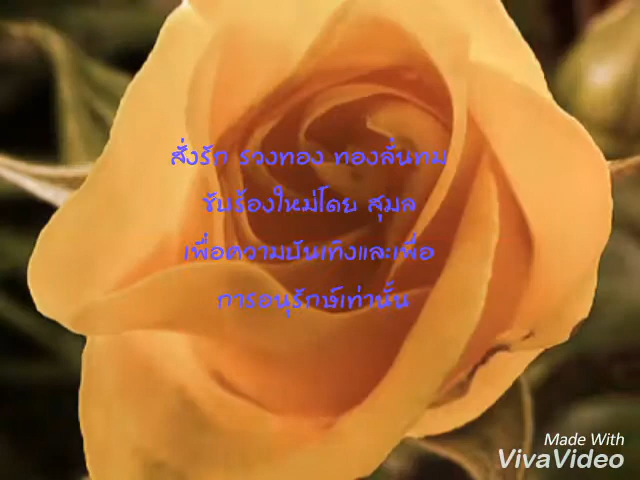 สั่งรัก รวงทอง ทองลั่นทม
ขับร้องใหม่โดย สุมล
เพื่อความบันเทิงและเพื่อ
การอนุรักษ์เท่านั้น
Made With
VivaVideo